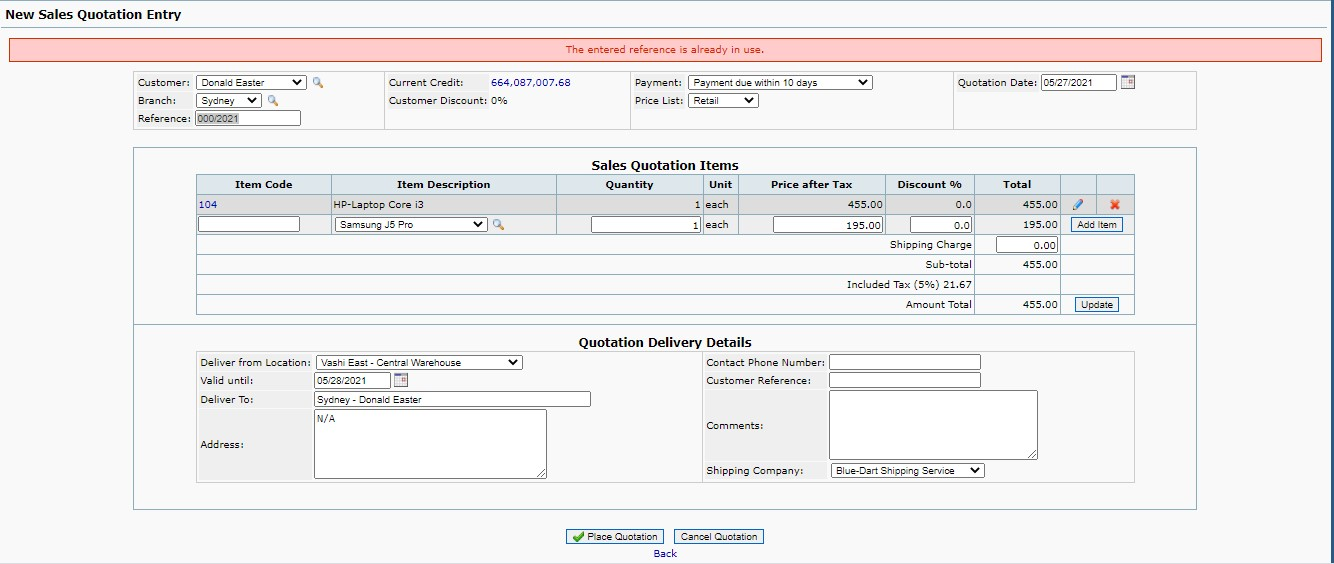 New Sales Quotation Entry
The entered reference is already in use.
Customer: Donald Easter Current Credit: 664,087,007.68 Payment: Payment due within 10 days Quotation Date: 05/27/2021
Branch: Sydney Customer Discount: 0% Price List: Retail
Reference: 000/2021
Sales Quotation Items
Item Code Item Description Quantity Unit Price after Tax Discount % Total
104 HP-Laptop Core i3 1 each 455.00 0.0 455.00
Samsung J5 Pro 1 each 195.00 0.0 195.00 Add Item
Shipping Charge 0.00
Sub-total 455.00
Included Tax (5%) 21.67
Amount Total 455.00 Update
Quotation Delivery Details
Deliver from Location: Vashi East - Central Warehouse Contact Phone Number:
Valid until: 05/28/2021 Customer Reference:
Deliver To: Sydney - Donald Easter
Address: N/A Comments:
Shipping Company: Blue-Dart Shipping Service
Place Quotation Cancel Quotation
Back